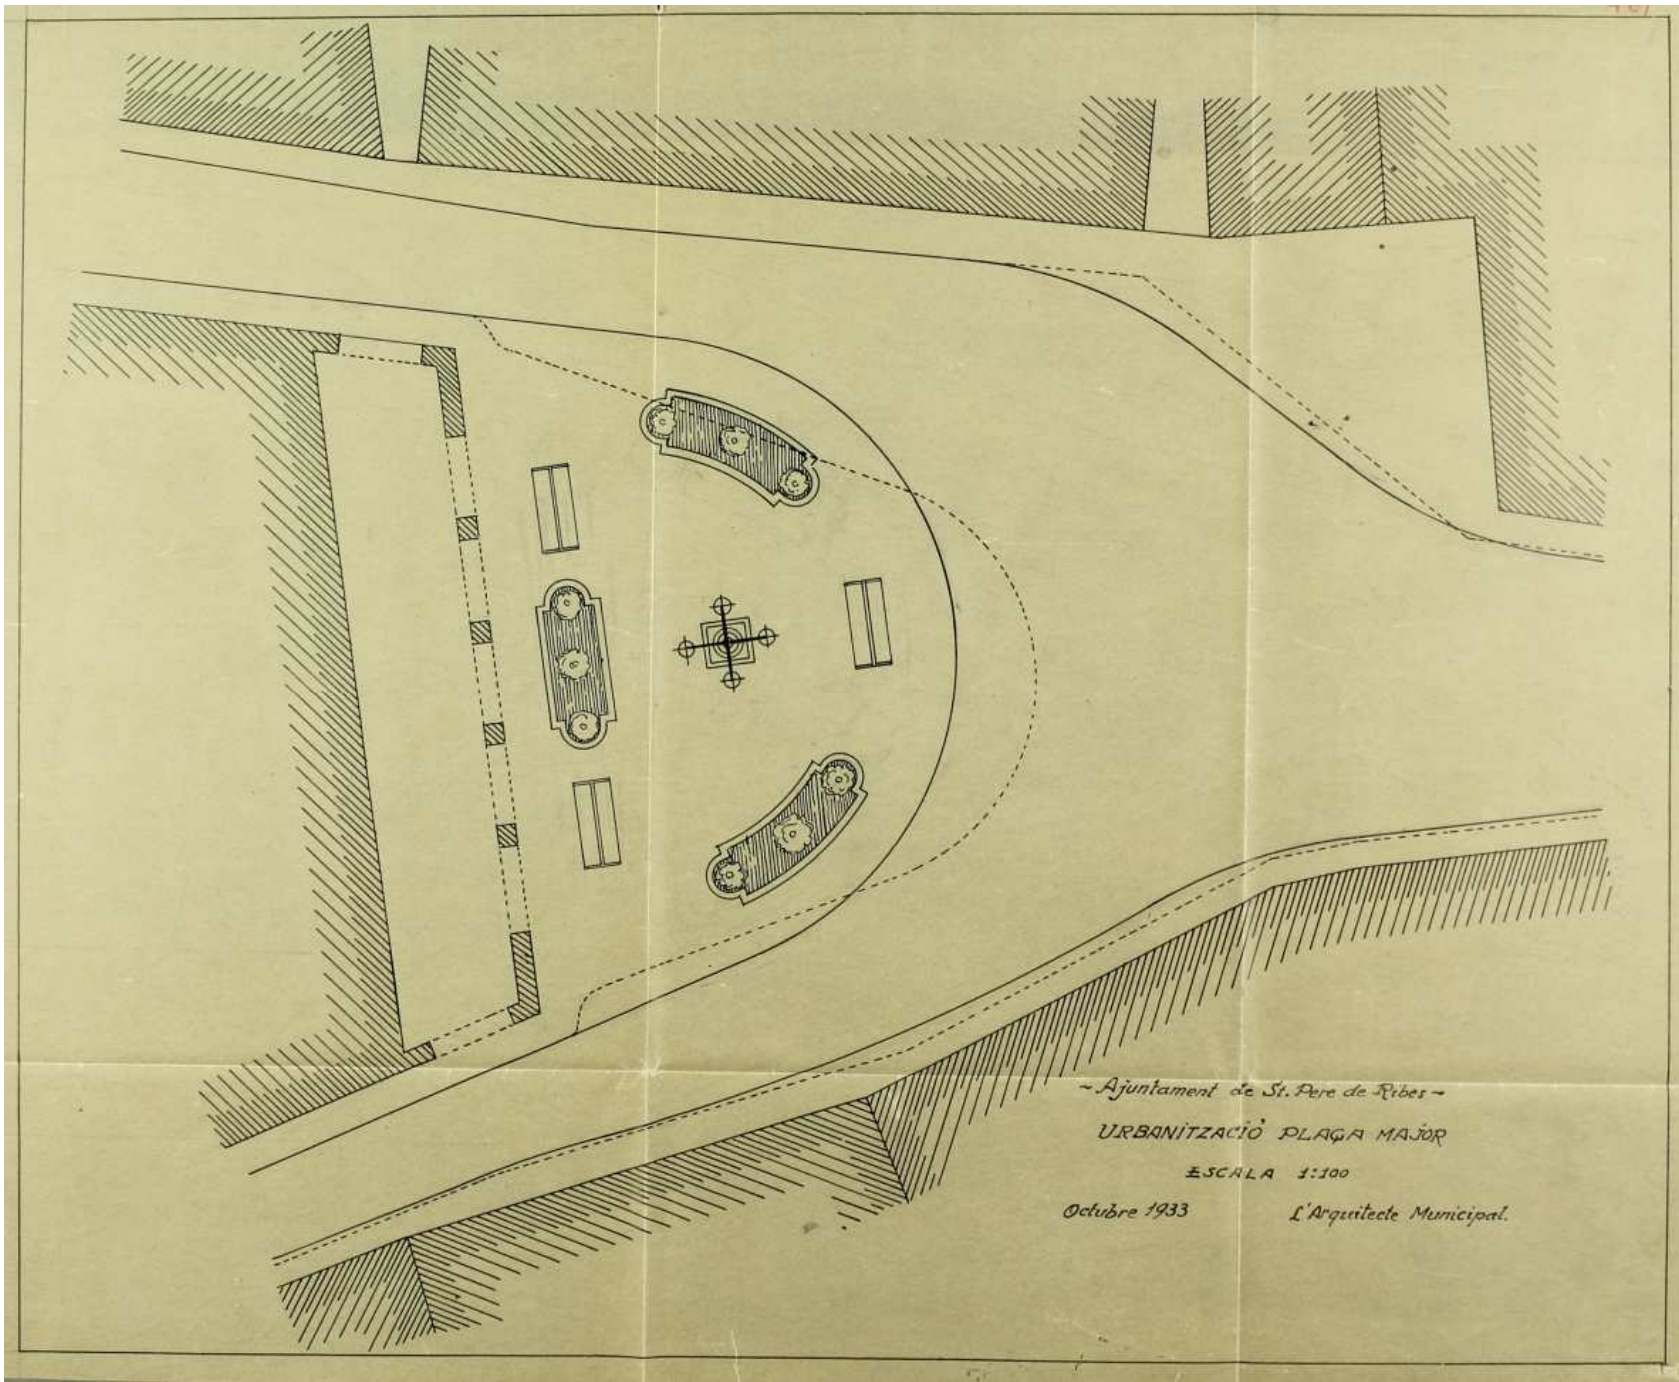 ~ Ajuntament de St. Pere de Ribes ~
URBANITZACIÓ PLAÇA MAJOR
ESCALA 1:100
Octubre 1933 L'Arquitecte Municipal.